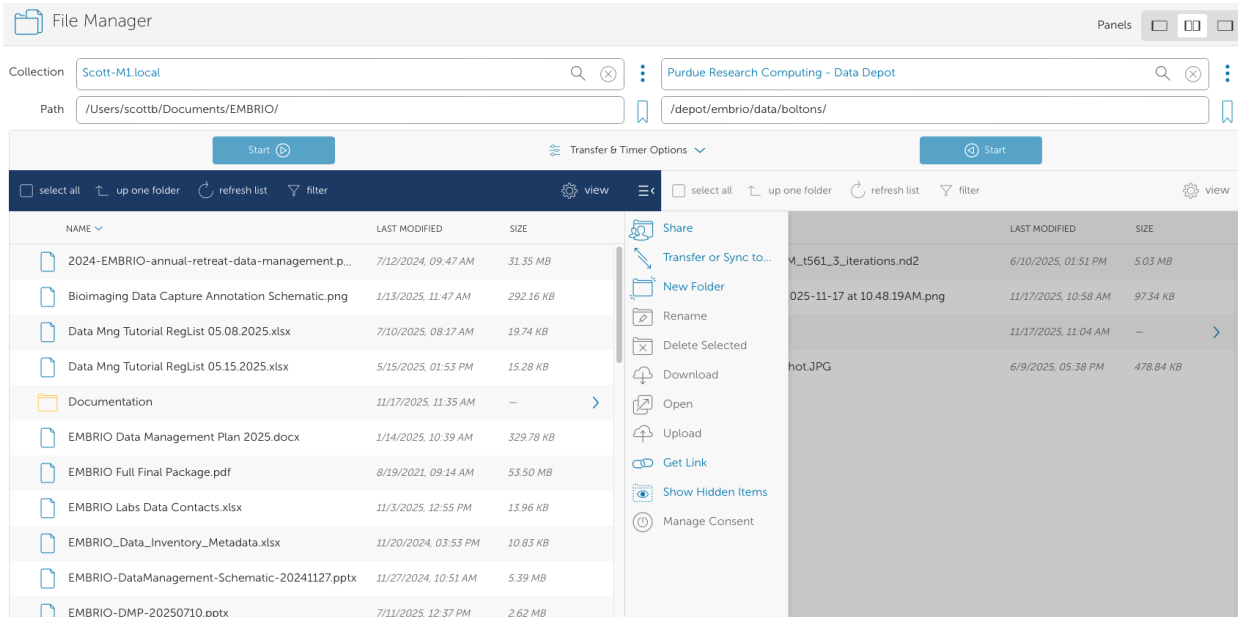 File Manager
Panels
Collection Scott-M1.local
Path /Users/scottb/Documents/EMBRIO/
Purdue Research Computing - Data Depot
/depot/embrio/data/boltons/
Start
Transfer & Timer Options
Start
select all up one folder refresh list filter view
select all up one folder refresh list filter view
NAME LAST MODIFIED SIZE
2024-EMBRIO-annual-retreat-data-management.p... 7/12/2024, 09:47 AM 31.35 MB
Bioimaging Data Capture Annotation Schematic.png 1/13/2025, 11:47 AM 292.16 KB
Data Mng Tutorial RegList 05.08.2025.xlsx 7/10/2025, 08:17 AM 19.74 KB
Data Mng Tutorial RegList 05.15.2025.xlsx 5/15/2025, 01:53 PM 15.28 KB
Documentation 11/17/2025, 11:35 AM —
EMBRIO Data Management Plan 2025.docx 1/14/2025, 10:39 AM 329.78 KB
EMBRIO Full Final Package.pdf 8/19/2021, 09:14 AM 53.50 MB
EMBRIO Labs Data Contacts.xlsx 11/3/2025, 12:55 PM 13.96 KB
EMBRIO_Data_Inventory_Metadata.xlsx 11/20/2024, 03:53 PM 10.83 KB
EMBRIO-DataManagement-Schematic-20241127.pptx 11/27/2024, 10:51 AM 5.39 MB
EMBRIO-DMP-20250710.pptx 7/11/2025, 12:37 PM 2.62 MB
Share
Transfer or Sync to...
New Folder
Rename
Delete Selected
Download
Open
Upload
Get Link
Show Hidden Items
Manage Consent
LAST MODIFIED SIZE
M_t561_3_iterations.nd2 6/10/2025, 01:51 PM 5.03 MB
025-11-17 at 10.48.19AM.png 11/17/2025, 10:58 AM 97.34 KB
11/17/2025, 11:04 AM —
hot.JPG 6/9/2025, 05:38 PM 478.84 KB